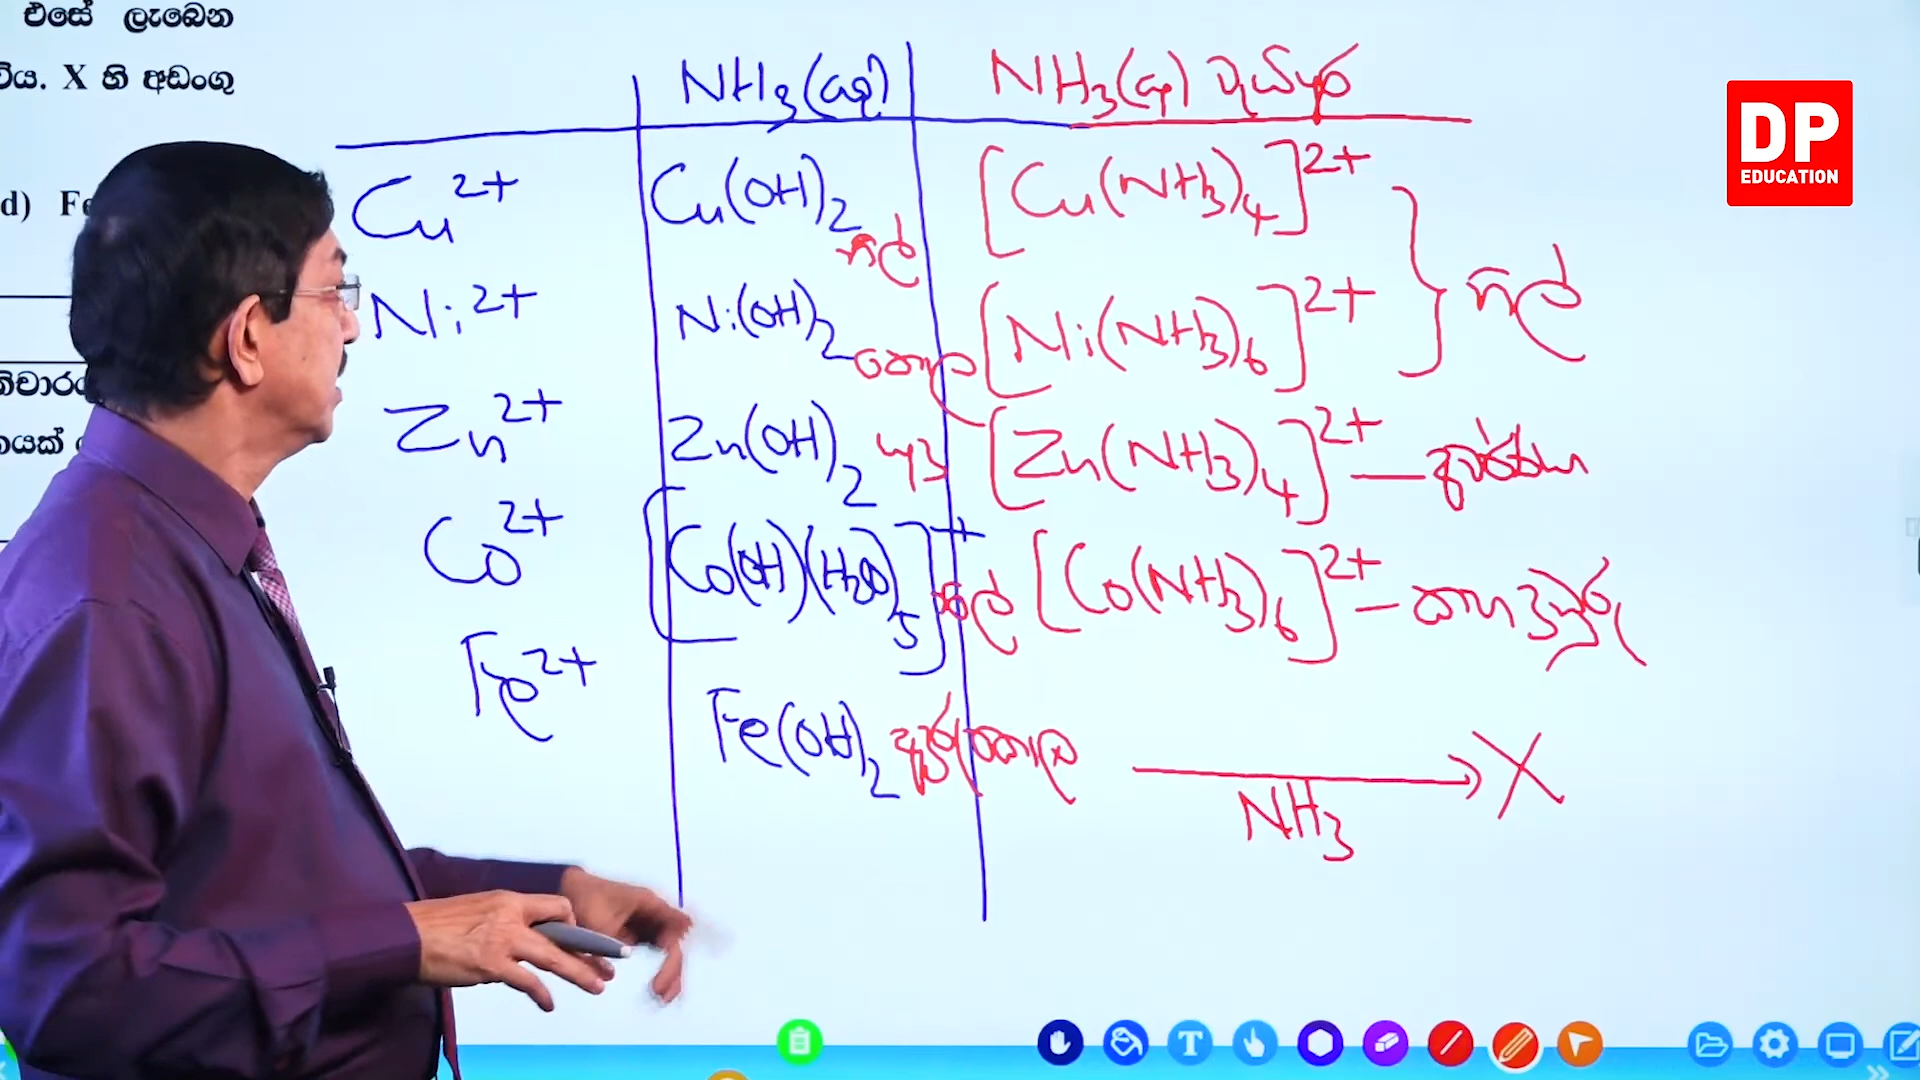 එසේ ලැබෙන
විය. X හි අඩංගු
d) Fe
NH₃(aq) NH₃(aq) වැඩිපුර
Cu²⁺ Cu(OH)₂ නිල් [Cu(NH₃)₄]²⁺
Ni²⁺ Ni(OH)₂ කොළ [Ni(NH₃)₆]²⁺ නිල්
Zn²⁺ Zn(OH)₂ සුදු [Zn(NH₃)₄]²⁺ — අවර්ණ
Co²⁺ [Co(OH)(H₂O)₅]⁺ නිල් [Co(NH₃)₆]²⁺ — කහ දුඹුරු
Fe²⁺ Fe(OH)₂ අඳුරු කොළ NH₃ → X
DP
EDUCATION